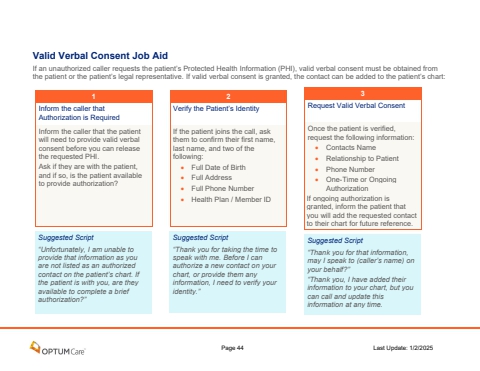 Valid Verbal Consent Job Aid
If an unauthorized caller requests the patient's Protected Health Information (PHI), valid verbal consent must be obtained from
the patient or the patient's legal representative. If valid verbal consent is granted, the contact can be added to the patient's chart:
1
Inform the caller that
Authorization is Required
Inform the caller that the patient
will need to provide valid verbal
consent before you can release
the requested PHI.
Ask if they are with the patient,
and if so, is the patient available
to provide authorization?
Suggested Script
"Unfortunately, I am unable to
provide that information as you
are not listed as an authorized
contact on the patient's chart. If
the patient is with you, are they
available to complete a brief
authorization?"
2
Verify the Patient's Identity
If the patient joins the call, ask
them to confirm their first name,
last name, and two of the
following:
• Full Date of Birth
• Full Address
• Full Phone Number
• Health Plan / Member ID
Suggested Script
"Thank you for taking the time to
speak with me. Before I can
authorize a new contact on your
chart, or provide them any
information, I need to verify your
identity."
3
Request Valid Verbal Consent
Once the patient is verified,
request the following information:
• Contacts Name
• Relationship to Patient
• Phone Number
• One-Time or Ongoing
Authorization
If ongoing authorization is
granted, inform the patient that
you will add the requested contact
to their chart for future reference.
Suggested Script
"Thank you for that information,
may I speak to (caller's name) on
your behalf?"
"Thank you, I have added their
information to your chart, but you
can call and update this
information at any time.
OPTUM Care
Page 44
Last Update: 1/2/2025